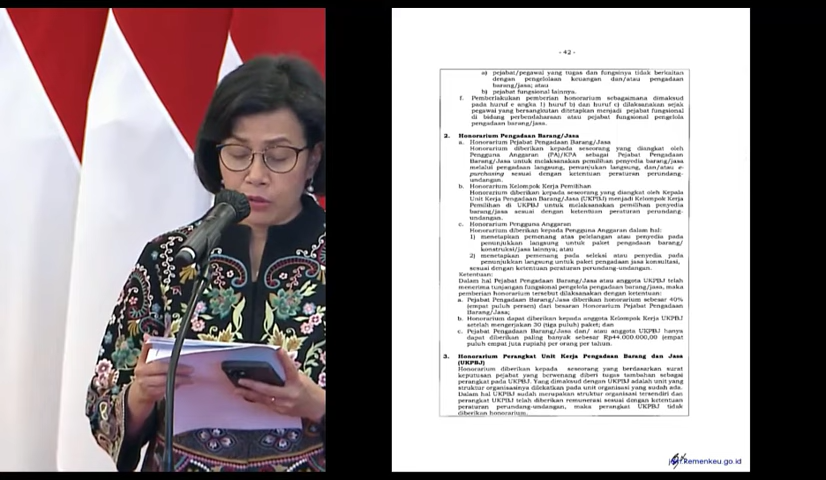 - 42 -
a) pejabat/pegawai yang tugas dan fungsinya tidak berkaitan
dengan pengelolaan keuangan dan/atau pengadaan
barang/jasa; atau
b) pejabat fungsional lainnya.
f. Pemberlakuan pemberian honorarium sebagaimana dimaksud
pada huruf e angka 1) huruf b) dan huruf c) dilaksanakan sejak
pegawai yang bersangkutan ditetapkan menjadi pejabat fungsional
di bidang perbendaharaan atau pejabat fungsional pengelola
pengadaan barang/jasa.
2. Honorarium Pengadaan Barang/Jasa
a. Honorarium Pejabat Pengadaan Barang/Jasa
Honorarium diberikan kepada seseorang yang diangkat oleh
Pengguna Anggaran (PA)/KPA sebagai Pejabat Pengadaan
Barang/Jasa untuk melaksanakan pemilihan penyedia barang/jasa
melalui pengadaan langsung, penunjukan langsung, dan/atau e-
purchasing sesuai dengan ketentuan peraturan perundang-
undangan.
b. Honorarium Kelompok Kerja Pemilihan
Honorarium diberikan kepada seseorang yang diangkat oleh Kepala
Unit Kerja Pengadaan Barang/Jasa (UKPBJ) menjadi Kelompok Kerja
Pemilihan di UKPBJ untuk melaksanakan pemilihan penyedia
barang/jasa sesuai dengan ketentuan peraturan perundang-
undangan.
c. Honorarium Pengguna Anggaran
Honorarium diberikan kepada Pengguna Anggaran dalam hal:
1) menetapkan pemenang atas pelelangan atau penyedia pada
penunjukkan langsung untuk paket pengadaan barang/
konstruksi/jasa lainnya; atau
2) menetapkan pemenang pada seleksi atau penyedia pada
penunjukkan langsung untuk paket pengadaan jasa konsultasi,
sesuai dengan ketentuan peraturan perundang-undangan.
Ketentuan:
Dalam hal Pejabat Pengadaan Barang/Jasa atau anggota UKPBJ telah
menerima tunjangan fungsional pengelola pengadaan barang/jasa, maka
pemberian honorarium tersebut dilaksanakan dengan ketentuan:
a. Pejabat Pengadaan Barang/Jasa diberikan honorarium sebesar 40%
(empat puluh persen) dari besaran Honorarium Pejabat Pengadaan
Barang/Jasa;
b. Honorarium dapat diberikan kepada anggota Kelompok Kerja UKPBJ
setelah mengerjakan 30 (tiga puluh) paket; dan
c. Pejabat Pengadaan Barang/Jasa dan/ atau anggota UKPBJ hanya
dapat diberikan paling banyak sebesar Rp44.000.000,00 (empat
puluh empat juta rupiah) per orang per tahun.
3. Honorarium Perangkat Unit Kerja Pengadaan Barang dan Jasa
(UKPBJ)
Honorarium diberikan kepada seseorang yang berdasarkan surat
keputusan pejabat yang berwenang diberi tugas tambahan sebagai
perangkat pada UKPBJ. Yang dimaksud dengan UKPBJ adalah unit yang
struktur organisasinya dilekatkan pada unit organisasi yang sudah ada.
Dalam hal UKPBJ sudah merupakan struktur organisasi tersendiri dan
perangkat UKPBJ telah diberikan remunerasi sesuai dengan ketentuan
peraturan perundang-undangan, maka perangkat UKPBJ tidak
diberikan honorarium.
kemenkeu.go.id